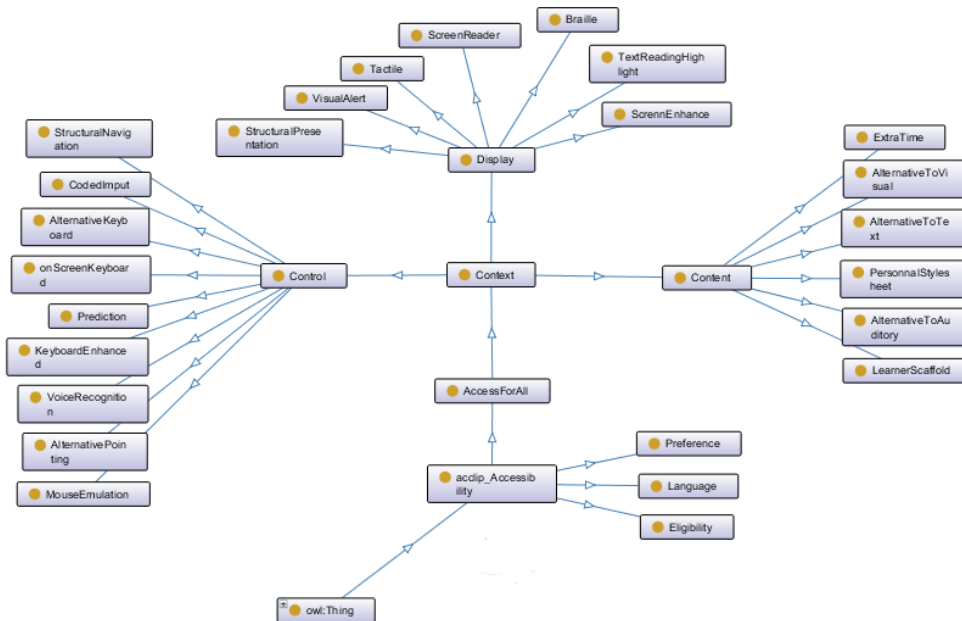 Braille
ScreenReader
TextReadingHigh
light
Tactile
VisualAlert
ScrennEnhance
StructuralPrese
ntation
Display
StructuralNavig
ation
CodedImput
AlternativeKeyb
oard
onScreenKeyboard
d
Prediction
KeyboardEnhance
d
VoiceRecognitio
n
AlternativePoin
ting
MouseEmulation
Control
Context
Content
ExtraTime
AlternativeToVi
sual
AlternativeToTe
xt
PersonnalStyles
heet
AlternativeToAu
ditory
LearnerScaffold
AccessForAll
acclip_Accessib
ility
Preference
Language
Eligibility
owl:Thing